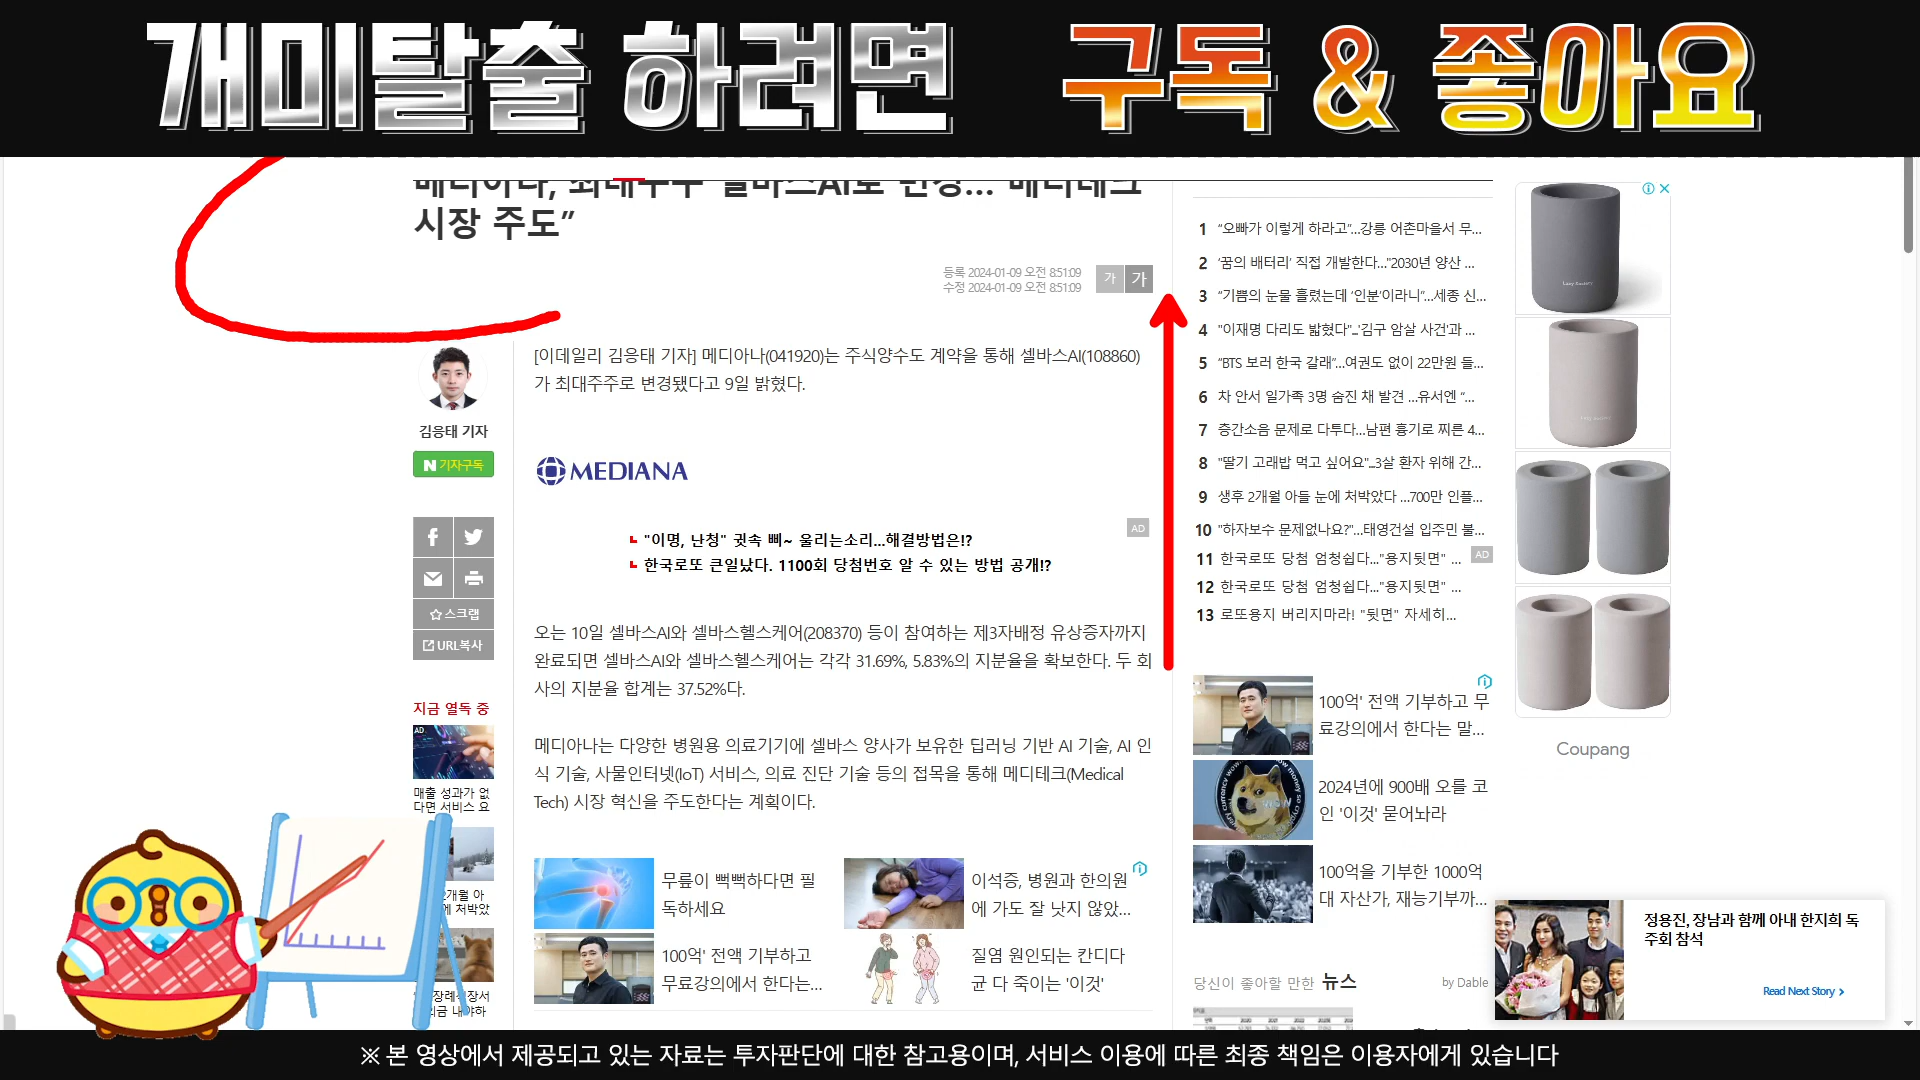 개미탈출 하려면 구독 & 좋아요
메디아나, 최대주주 셀바스AI로 변경…"메디테크
시장 주도”
등록 2024-01-09 오전 8:51:09
수정 2024-01-09 오전 8:51:09
가 가
김응태 기자
N 기자구독
스크랩
URL복사
지금 열독 중
AD
매출 성과가 없
다면 서비스 요
2개월 아
에 처박았
장례식장서
내야하
[이데일리 김응태 기자] 메디아나(041920)는 주식양수도 계약을 통해 셀바스AI(108860)
가 최대주주로 변경됐다고 9일 밝혔다.
MEDIANA
AD
"이명, 난청" 귓속 삐~ 울리는소리...해결방법은!?
한국로또 큰일났다. 1100회 당첨번호 알 수 있는 방법 공개!?
오는 10일 셀바스AI와 셀바스헬스케어(208370) 등이 참여하는 제3자배정 유상증자까지
완료되면 셀바스AI와 셀바스헬스케어는 각각 31.69%, 5.83%의 지분율을 확보한다. 두 회
사의 지분율 합계는 37.52%다.
메디아나는 다양한 병원용 의료기기에 셀바스 양사가 보유한 딥러닝 기반 AI 기술, AI 인
식 기술, 사물인터넷(IoT) 서비스, 의료 진단 기술 등의 접목을 통해 메디테크(Medical
Tech) 시장 혁신을 주도한다는 계획이다.
무릎이 뻑뻑하다면 필
독하세요
이석증, 병원과 한의원
에 가도 잘 낫지 않았...
100억' 전액 기부하고
무료강의에서 한다는...
질염 원인되는 칸디다
균 다 죽이는 '이것'
1 “오빠가 이렇게 하라고”…강릉 어촌마을서 무...
2 ‘꿈의 배터리’ 직접 개발한다…"2030년 양산 ...
3 “기쁨의 눈물 흘렸는데 ‘인분’이라니”…세종 신...
4 "이재명 다리도 밟혔다"…'김구 암살 사건'과 ...
5 “BTS 보러 한국 갈래”…여권도 없이 22만원 들...
6 차 안서 일가족 3명 숨진 채 발견 …유서엔 “...
7 층간소음 문제로 다투다…남편 흉기로 찌른 4...
8 "딸기 고래밥 먹고 싶어요"…3살 환자 위해 간...
9 생후 2개월 아들 눈에 처박았다 …700만 인플...
10 "하자보수 문제없나요?"…태영건설 입주민 불...
11 한국로또 당첨 엄청쉽다..."용지뒷면" ...
AD
12 한국로또 당첨 엄청쉽다..."용지뒷면" ...
13 로또용지 버리지마라! "뒷면" 자세히...
100억' 전액 기부하고 무
료강의에서 한다는 말...
2024년에 900배 오를 코
인 '이것' 묻어놔라
100억을 기부한 1000억
대 자산가, 재능기부까...
당신이 좋아할 만한 뉴스
by Dable
Coupang
정용진, 장남과 함께 아내 한지희 독
주회 참석
Read Next Story
※ 본 영상에서 제공되고 있는 자료는 투자판단에 대한 참고용이며, 서비스 이용에 따른 최종 책임은 이용자에게 있습니다